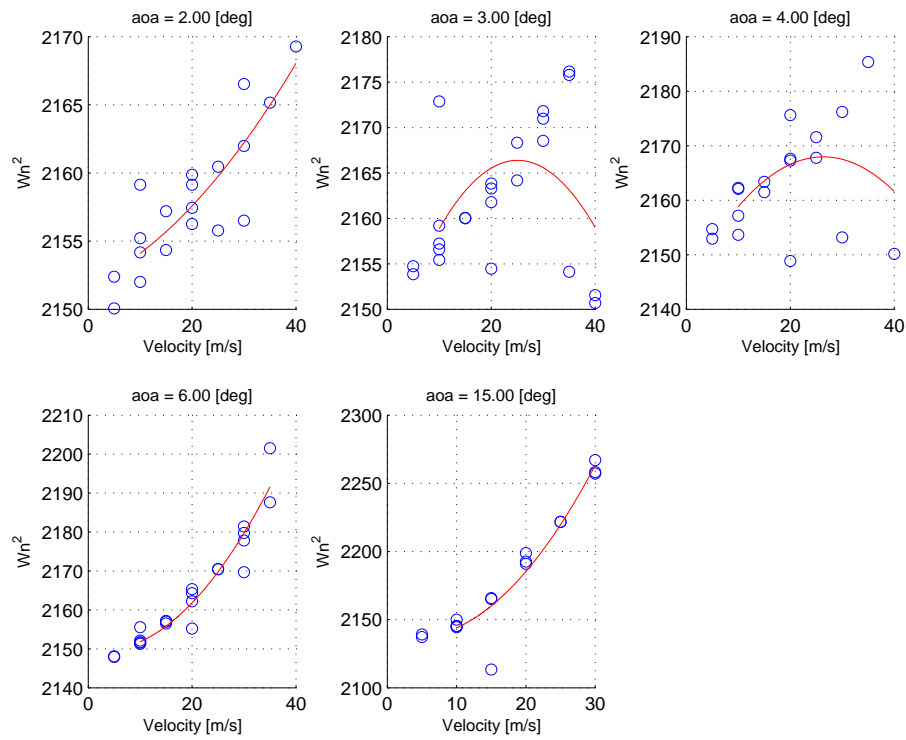 aoa = 2.00 [deg]
Wn²
2170
2165
2160
2155
2150
0 20 40
Velocity [m/s]
aoa = 3.00 [deg]
Wn²
2180
2175
2170
2165
2160
2155
2150
0 20 40
Velocity [m/s]
aoa = 4.00 [deg]
Wn²
2190
2180
2170
2160
2150
2140
0 20 40
Velocity [m/s]
aoa = 6.00 [deg]
Wn²
2210
2200
2190
2180
2170
2160
2150
2140
0 20 40
Velocity [m/s]
aoa = 15.00 [deg]
Wn²
2300
2250
2200
2150
2100
0 10 20 30
Velocity [m/s]